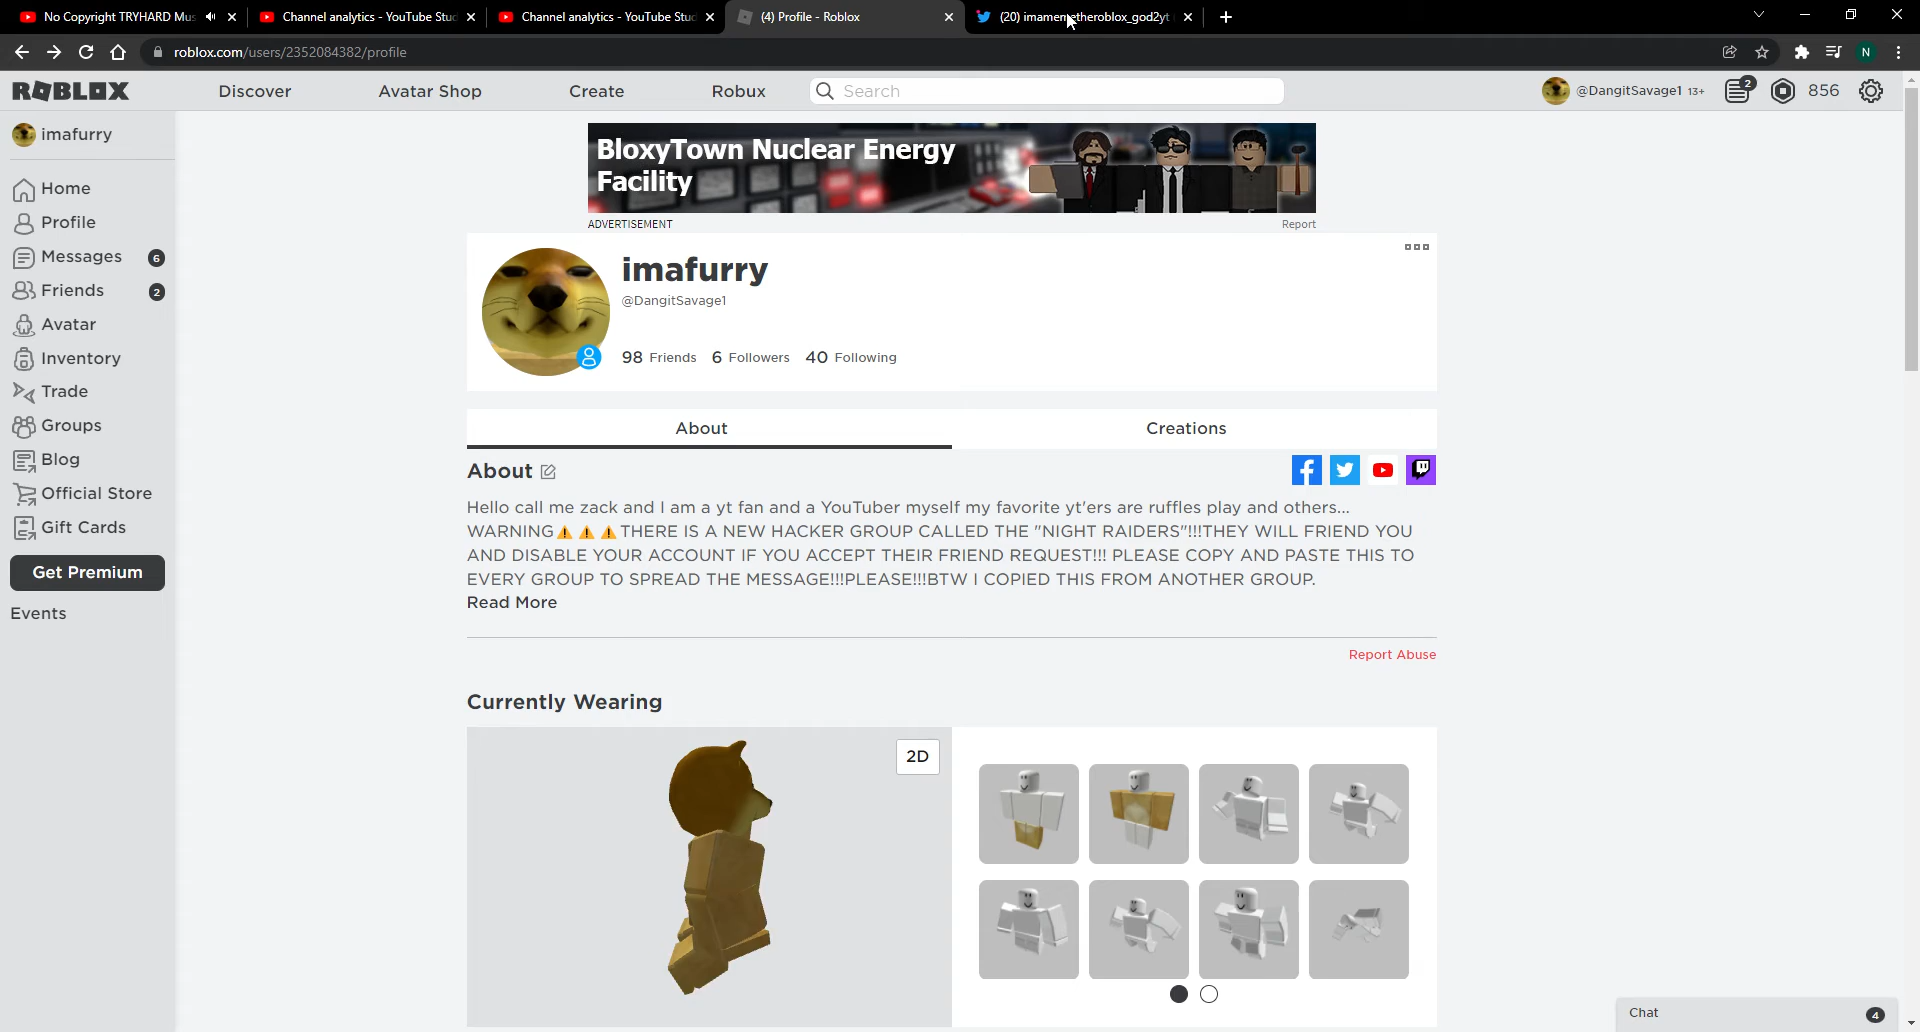 No Copyright TRYHARD Mus
Channel analytics - YouTube Stud
Channel analytics - YouTube Stud
(4) Profile - Roblox
(20) imamemetheroblox_god2yt
roblox.com/users/2352084382/profile
N
ROBLOX
Discover
Avatar Shop
Create
Robux
Search
@DangitSavage1 13+
2
856
imafurry
Home
Profile
Messages 6
Friends 2
Avatar
Inventory
Trade
Groups
Blog
Official Store
Gift Cards
Get Premium
Events
BloxyTown Nuclear Energy
Facility
ADVERTISEMENT
Report
imafurry
@DangitSavage1
98 Friends 6 Followers 40 Following
About
Creations
About
Hello call me zack and I am a yt fan and a YouTuber myself my favorite yt'ers are ruffles play and others...
WARNING⚠⚠⚠THERE IS A NEW HACKER GROUP CALLED THE "NIGHT RAIDERS"!!!THEY WILL FRIEND YOU
AND DISABLE YOUR ACCOUNT IF YOU ACCEPT THEIR FRIEND REQUEST!!! PLEASE COPY AND PASTE THIS TO
EVERY GROUP TO SPREAD THE MESSAGE!!!PLEASE!!!BTW I COPIED THIS FROM ANOTHER GROUP.
Read More
Report Abuse
Currently Wearing
2D
Chat 4